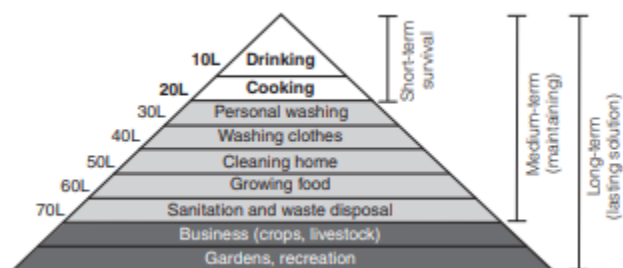 10L Drinking
20L Cooking
30L Personal washing
40L Washing clothes
50L Cleaning home
60L Growing food
70L Sanitation and waste disposal
Business (crops, livestock)
Gardens, recreation
Short-term
survival
Medium-term
(maintaining)
Long-term
(lasting solution)